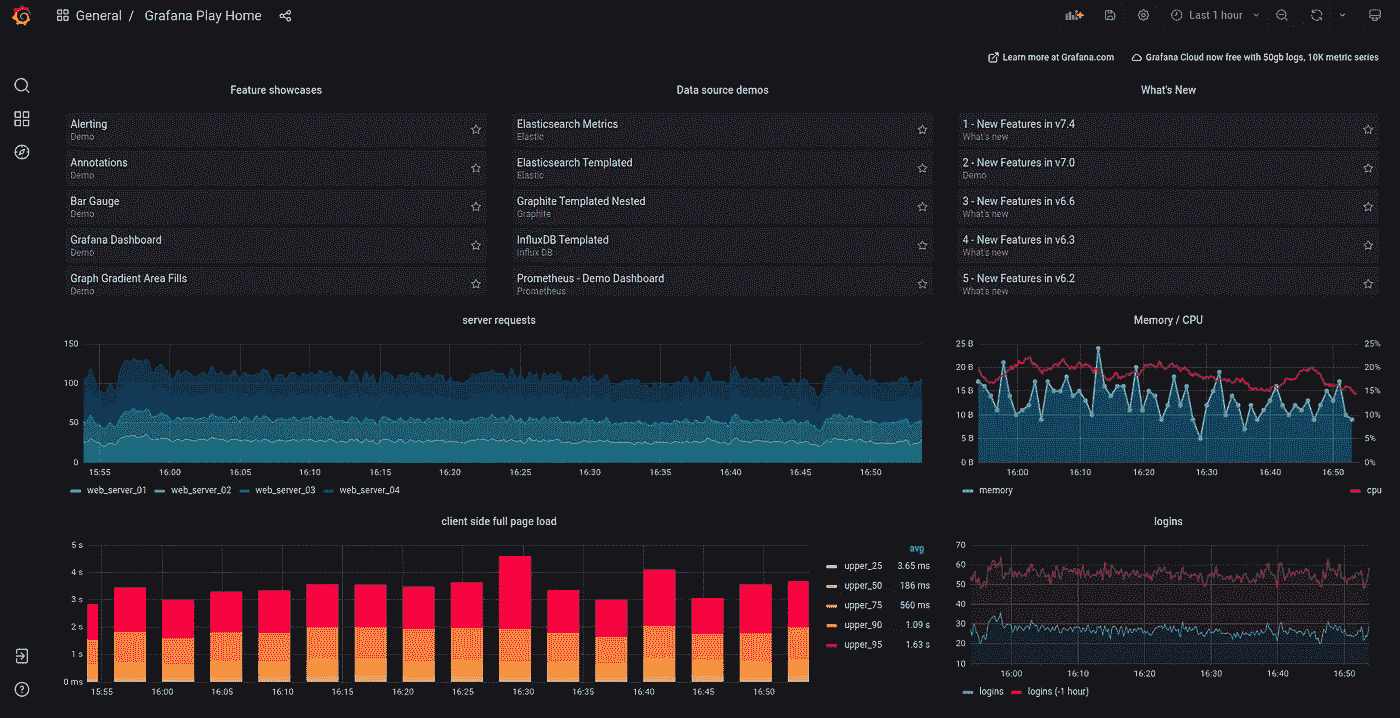 General / Grafana Play Home
Last 1 hour
Learn more at Grafana.com
Grafana Cloud now free with 50gb logs, 10K metric series
Feature showcases
Alerting
Demo
Annotations
Demo
Bar Gauge
Demo
Grafana Dashboard
Demo
Graph Gradient Area Fills
Demo
Data source demos
Elasticsearch Metrics
Elastic
Elasticsearch Templated
Elastic
Graphite Templated Nested
Graphite
InfluxDB Templated
Influx DB
Prometheus - Demo Dashboard
Prometheus
What's New
1 - New Features in v7.4
What's new
2 - New Features in v7.0
Demo
3 - New Features in v6.6
What's new
4 - New Features in v6.3
What's new
5 - New Features in v6.2
What's new
server requests
150
100
50
0
15:55 16:00 16:05 16:10 16:15 16:20 16:25 16:30 16:35 16:40 16:45 16:50
web_server_01 web_server_02 web_server_03 web_server_04
Memory / CPU
25 B 25%
20 B 20%
15 B 15%
10 B 10%
5 B 5%
0 B 0%
16:00 16:10 16:20 16:30 16:40 16:50
memory cpu
client side full page load
5 s
4 s
3 s
2 s
1 s
0 ms
15:55 16:00 16:05 16:10 16:15 16:20 16:25 16:30 16:35 16:40 16:45 16:50
avg
upper_25 3.65 ms
upper_50 186 ms
upper_75 560 ms
upper_90 1.09 s
upper_95 1.63 s
logins
70
60
50
40
30
20
10
16:00 16:10 16:20 16:30 16:40 16:50
logins logins (-1 hour)